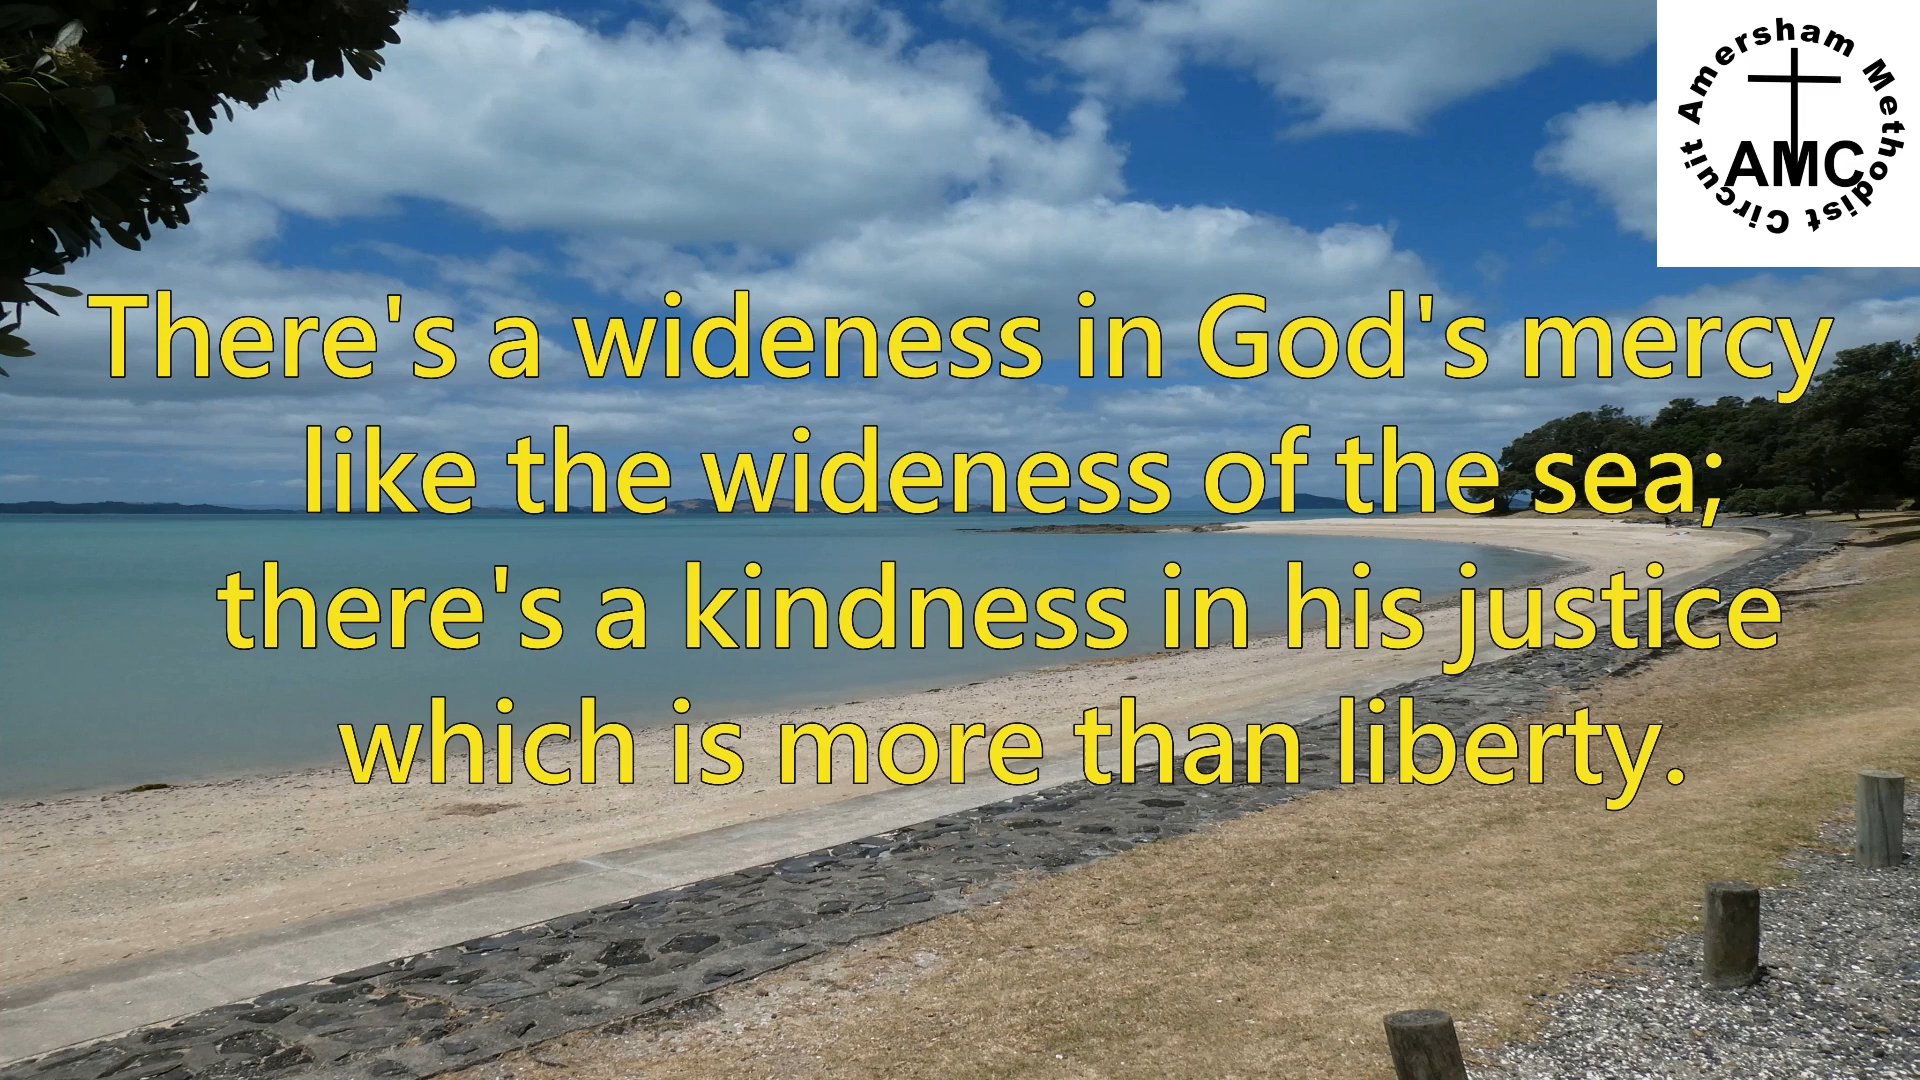 There's a wideness in God's mercy
like the wideness of the sea;
there's a kindness in his justice
which is more than liberty.
Amersham Methodist Circuit
AMC